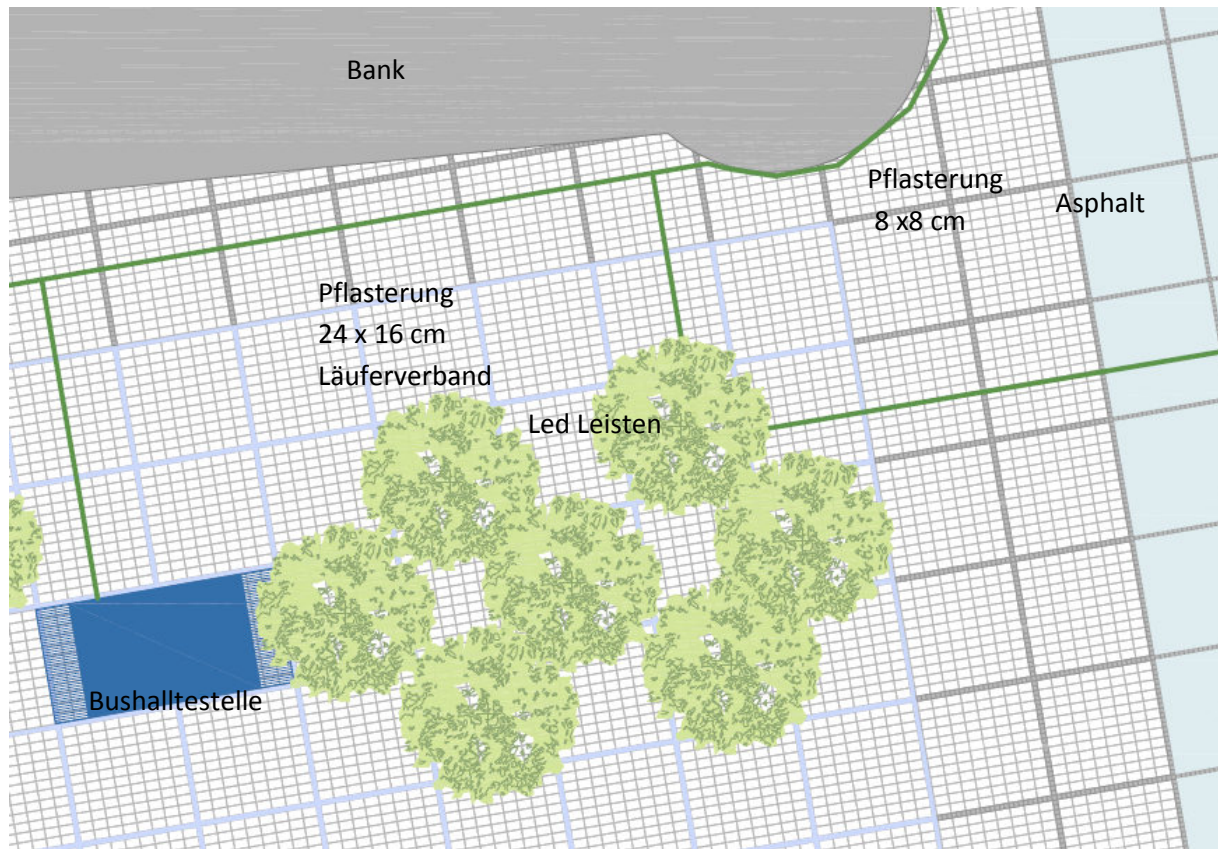 Bank
Pflasterung
8 x8 cm
Asphalt
Pflasterung
24 x 16 cm
Läuferverband
Led Leisten
Bushalltestelle